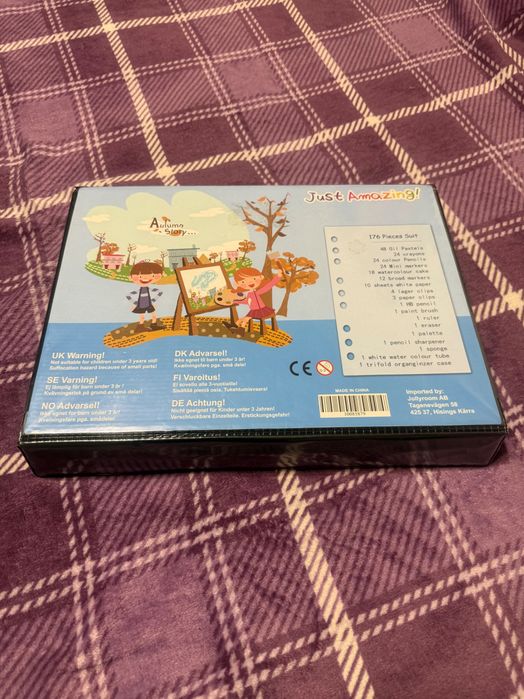 Just Amazing!
Autumn
Story...
176 Pieces Suit
48 Oil Pastels
24 crayons
24 colour Pencils
24 Mini markers
18 watercolour cake
12 broad markers
10 sheets white paper
4 lager clips
3 paper clips
1 HB pencil
1 paint brush
1 ruler
1 eraser
1 palette
1 pencil sharpener
1 sponge
1 white water colour tube
1 trifold organginzer case
UK Warning!
Not suitable for children under 3 years old!
Suffocation hazard because of small parts!
SE Varning!
Ej lämplig för barn under 3 år !
Kvävningsrisk på grund av små delar!
NO Advarsel!
Ikke egnet for barn under 3 år!
Kvelningsfare pga. smådele!
DK Advarsel!
Ikke egnet til børn under 3 år!
Kvælningsfare pga. små dele!
FI Varoitus!
Ei sovellu alle 3-vuotiaille!
Sisältää pieniä osia. Tukehtumisvaara!
DE Achtung!
Nicht geeignet für Kinder unter 3 Jahren!
Verschluckbare Einzelteile. Erstickungsgefahr!
CE
0-3
MADE IN CHINA
Imported by:
Jollyroom AB
Tagenevägen 58
425 37, Hisings Kärra